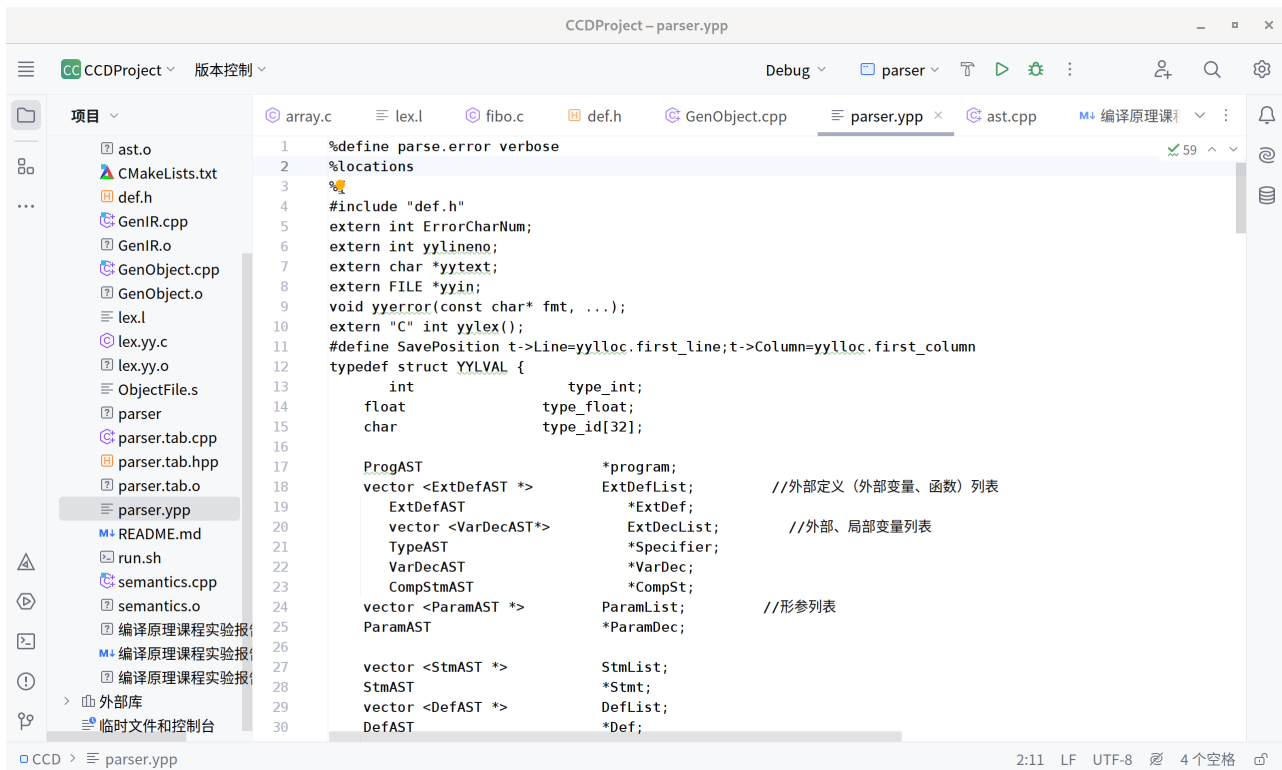 CCDProject – parser.ypp
CC CCDProject 版本控制 Debug parser
项目
array.c lex.l fibo.c def.h GenObject.cpp parser.ypp ast.cpp 编译原理课程
ast.o
CMakeLists.txt
def.h
GenIR.cpp
GenIR.o
GenObject.cpp
GenObject.o
lex.l
lex.yy.c
lex.yy.o
ObjectFile.s
parser
parser.tab.cpp
parser.tab.hpp
parser.tab.o
parser.ypp
README.md
run.sh
semantics.cpp
semantics.o
编译原理课程实验报告
编译原理课程实验报告
编译原理课程实验报告
外部库
临时文件和控制台
59
1 %define parse.error verbose
2 %locations
3 %
4 #include "def.h"
5 extern int ErrorCharNum;
6 extern int yylineno;
7 extern char *yytext;
8 extern FILE *yyin;
9 void yyerror(const char* fmt, ...);
10 extern "C" int yylex();
11 #define SavePosition t->Line=yylloc.first_line;t->Column=yylloc.first_column
12 typedef struct YYLVAL {
13 int type_int;
14 float type_float;
15 char type_id[32];
16
17 ProgAST *program;
18 vector <ExtDefAST *> ExtDefList; //外部定义（外部变量、函数）列表
19 ExtDefAST *ExtDef;
20 vector <VarDecAST*> ExtDecList; //外部、局部变量列表
21 TypeAST *Specifier;
22 VarDecAST *VarDec;
23 CompStmAST *CompSt;
24 vector <ParamAST *> ParamList; //形参列表
25 ParamAST *ParamDec;
26
27 vector <StmAST *> StmList;
28 StmAST *Stmt;
29 vector <DefAST *> DefList;
30 DefAST *Def;
CCD > parser.ypp 2:11 LF UTF-8 4 个空格